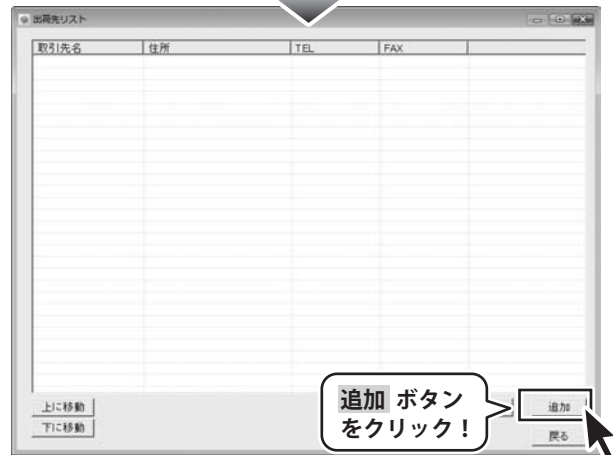 出荷先リスト
取引先名 住所 TEL FAX
上に移動
下に移動
追加 ボタン
をクリック！
追加
戻る